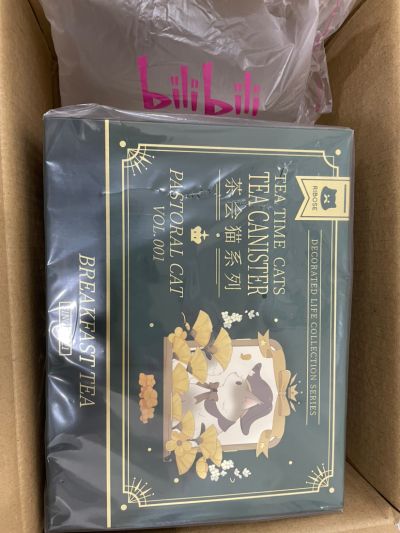 bilibili
RIBOSE
DECORATED LIFE COLLECTION SERIES
TEA TIME CATS
TEA CANISTER
茶会猫系列
PASTORAL CAT
VOL.001
BREAKFAST TEA